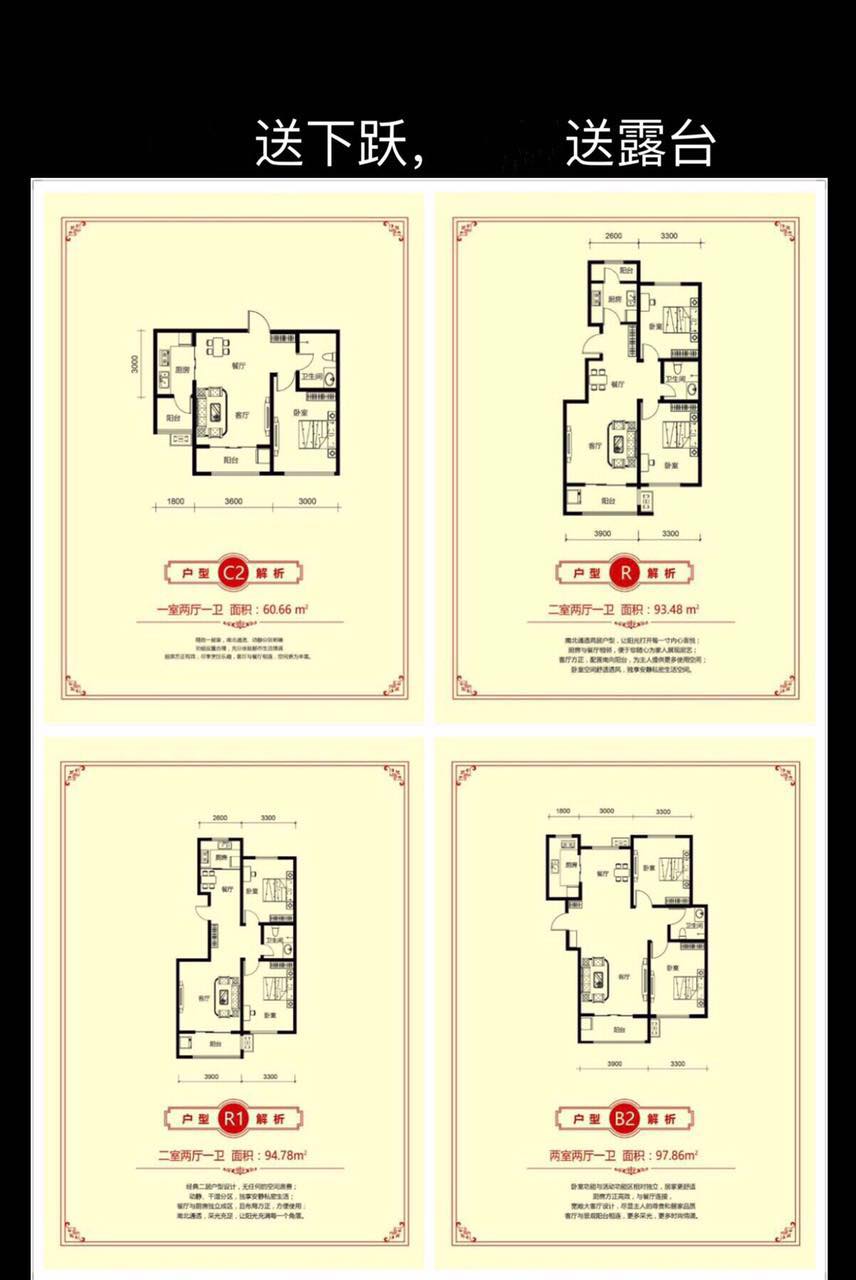 送下跃，
送露台
3000
厨房
餐厅
卫生间
客厅
卧室
阳台
阳台
1800
3600
3000
户型 C2 解析
一室两厅一卫 面积：60.66 m²
2600
3300
阳台
厨房
卧室
餐厅
卫生间
客厅
卧室
阳台
3900
3300
户型 R 解析
二室两厅一卫 面积：93.48 m²
南北通透两居户型，让阳光打开每一寸内心喜悦；
厨房与餐厅相邻，便于你随心为家人展现厨艺；
客厅方正，配置南向阳台，为主人提供更多使用空间；
卧室空间舒适透风，独享安静私密生活空间。
2600
3300
厨房
餐厅
卧室
卫生间
客厅
卧室
阳台
3900
3300
户型 R1 解析
二室两厅一卫 面积：94.78m²
经典二居户型设计，无任何的空间浪费；
动静、干湿分区，独享安静私密生活；
餐厅与厨房独立成区，且布局方正，方便使用；
南北通透，采光充足，让阳光充满每一个角落。
1800
3000
3300
厨房
餐厅
卧室
卫生间
客厅
卧室
阳台
3900
3300
户型 B2 解析
两室两厅一卫 面积：97.86m²
卧室功能与活动功能区相对独立，居家更舒适
厨房方正高效，与餐厅连接，
宽敞大客厅设计，尽显主人的尊贵和居家品质
客厅与景观阳台相连，更多采光，更多时尚情调。